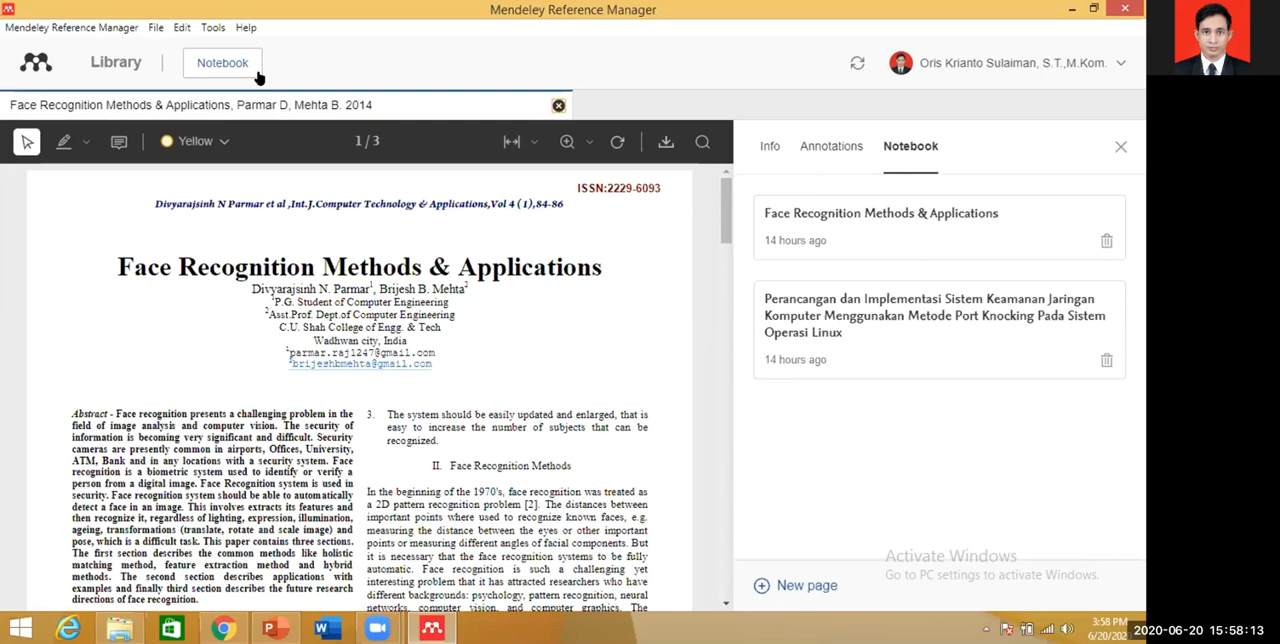 Mendeley Reference Manager
Mendeley Reference Manager File Edit Tools Help
Library
Notebook
Oris Krianto Sulaiman, S.T.,M.Kom.
Face Recognition Methods & Applications, Parmar D, Mehta B. 2014
Yellow
1/3
Info Annotations Notebook
ISSN:2229-6093
Divyarajsinh N Parmar et al ,Int.J.Computer Technology & Applications,Vol 4 (1),84-86
Face Recognition Methods & Applications
Divyarajsinh N. Parmar1, Brijesh B. Mehta2
1P.G. Student of Computer Engineering
2Asst.Prof. Dept.of Computer Engineering
C.U. Shah College of Engg. & Tech
Wadhwan city, India
1parmar.raj1247@gmail.com
2brijeshbmehta@gmail.com
Abstract - Face recognition presents a challenging problem in the
field of image analysis and computer vision. The security of
information is becoming very significant and difficult. Security
cameras are presently common in airports, Offices, University,
ATM, Bank and in any locations with a security system. Face
recognition is a biometric system used to identify or verify a
person from a digital image. Face Recognition system is used in
security. Face recognition system should be able to automatically
detect a face in an image. This involves extracts its features and
then recognize it, regardless of lighting, expression, illumination,
ageing, transformations (translate, rotate and scale image) and
pose, which is a difficult task. This paper contains three sections.
The first section describes the common methods like holistic
matching method, feature extraction method and hybrid
methods. The second section describes applications with
examples and finally third section describes the future research
directions of face recognition.
3. The system should be easily updated and enlarged, that is
easy to increase the number of subjects that can be
recognized.
II. Face Recognition Methods
In the beginning of the 1970's, face recognition was treated as
a 2D pattern recognition problem [2]. The distances between
important points where used to recognize known faces, e.g.
measuring the distance between the eyes or other important
points or measuring different angles of facial components. But
it is necessary that the face recognition systems to be fully
automatic. Face recognition is such a challenging yet
interesting problem that it has attracted researchers who have
different backgrounds: psychology, pattern recognition, neural
networks, computer vision, and computer graphics. The
Face Recognition Methods & Applications
14 hours ago
Perancangan dan Implementasi Sistem Keamanan Jaringan
Komputer Menggunakan Metode Port Knocking Pada Sistem
Operasi Linux
14 hours ago
Activate Windows
Go to PC settings to activate Windows.
New page
3:58 PM
6/20/20
2020-06-20 15:58:13